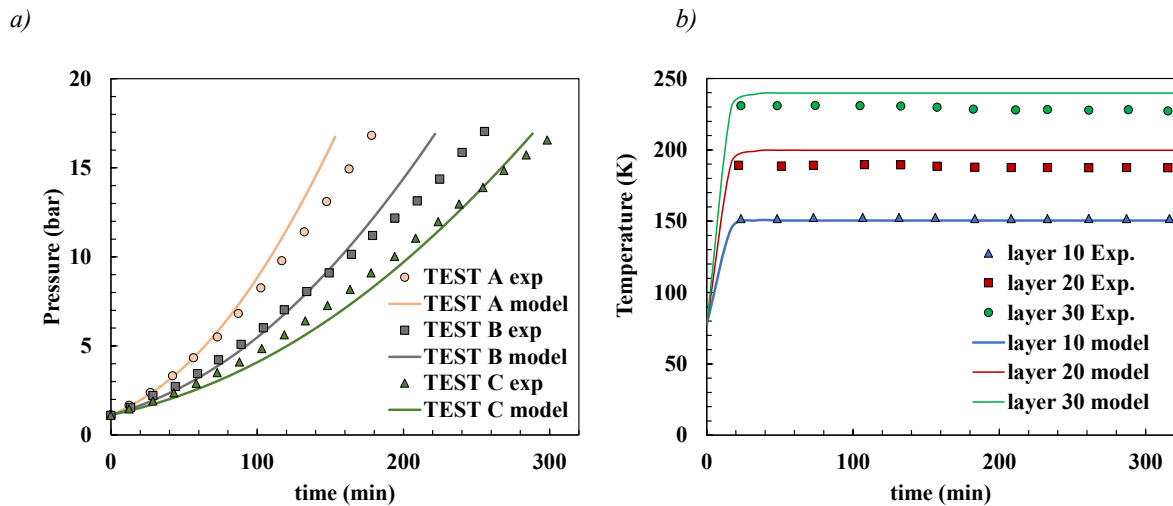 a)
20
15
10
5
0
Pressure (bar)
0
100
200
300
time (min)
TEST A exp
TEST A model
TEST B exp
TEST B model
TEST C exp
TEST C model
b)
250
200
150
100
50
0
Temperature (K)
0
100
200
300
time (min)
layer 10 Exp.
layer 20 Exp.
layer 30 Exp.
layer 10 model
layer 20 model
layer 30 model